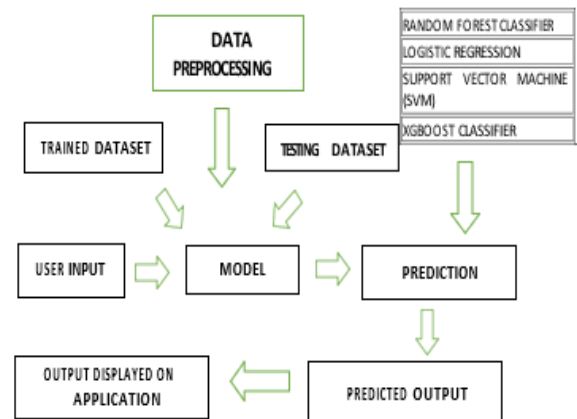 DATA
PREPROCESSING
RANDOM FOREST CLASSIFIER
LOGISTIC REGRESSION
SUPPORT VECTOR MACHINE
(SVM)
XGBOOST CLASSIFIER
TRAINED DATASET
TESTING DATASET
USER INPUT
MODEL
PREDICTION
OUTPUT DISPLAYED ON
APPLICATION
PREDICTED OUTPUT